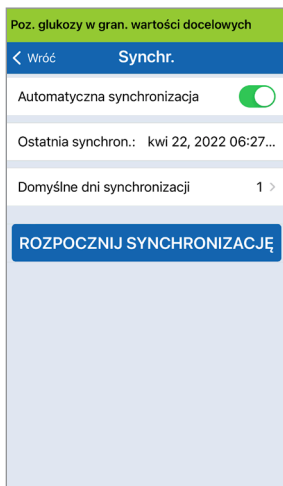 Poz. glukozy w gran. wartości docelowych
Wróć Synchr.
Automatyczna synchronizacja
Ostatnia synchron.: kwi 22, 2022 06:27...
Domyślne dni synchronizacji 1
ROZPOCZNIJ SYNCHRONIZACJĘ